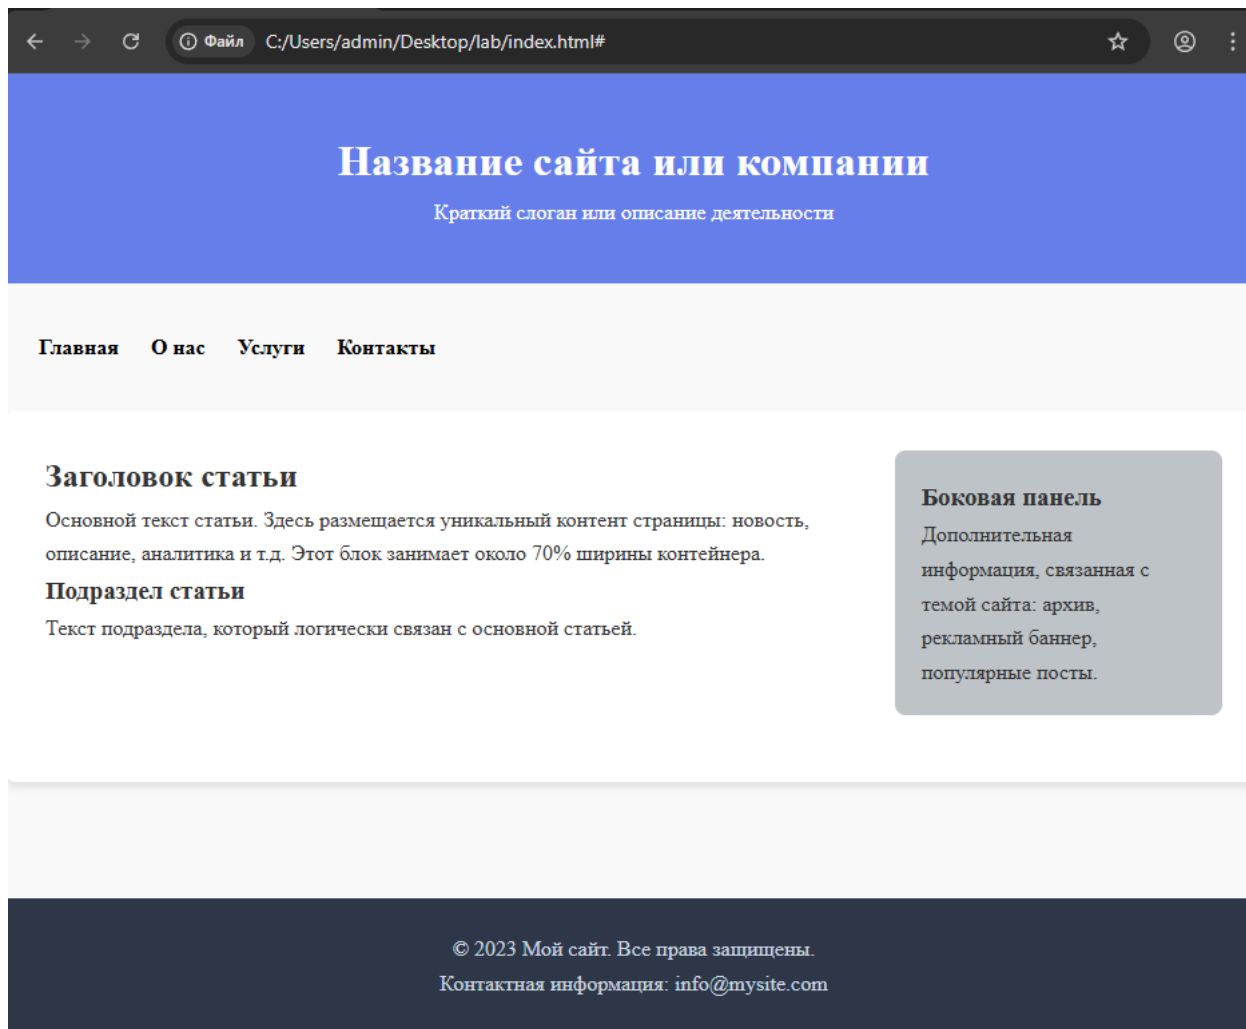 Файл C:/Users/admin/Desktop/lab/index.html#
Название сайта или компании
Краткий слоган или описание деятельности
Главная О нас Услуги Контакты
Заголовок статьи
Основной текст статьи. Здесь размещается уникальный контент страницы: новость,
описание, аналитика и т.д. Этот блок занимает около 70% ширины контейнера.
Подраздел статьи
Текст подраздела, который логически связан с основной статьей.
Боковая панель
Дополнительная
информация, связанная с
темой сайта: архив,
рекламный баннер,
популярные посты.
© 2023 Мой сайт. Все права защищены.
Контактная информация: info@mysite.com